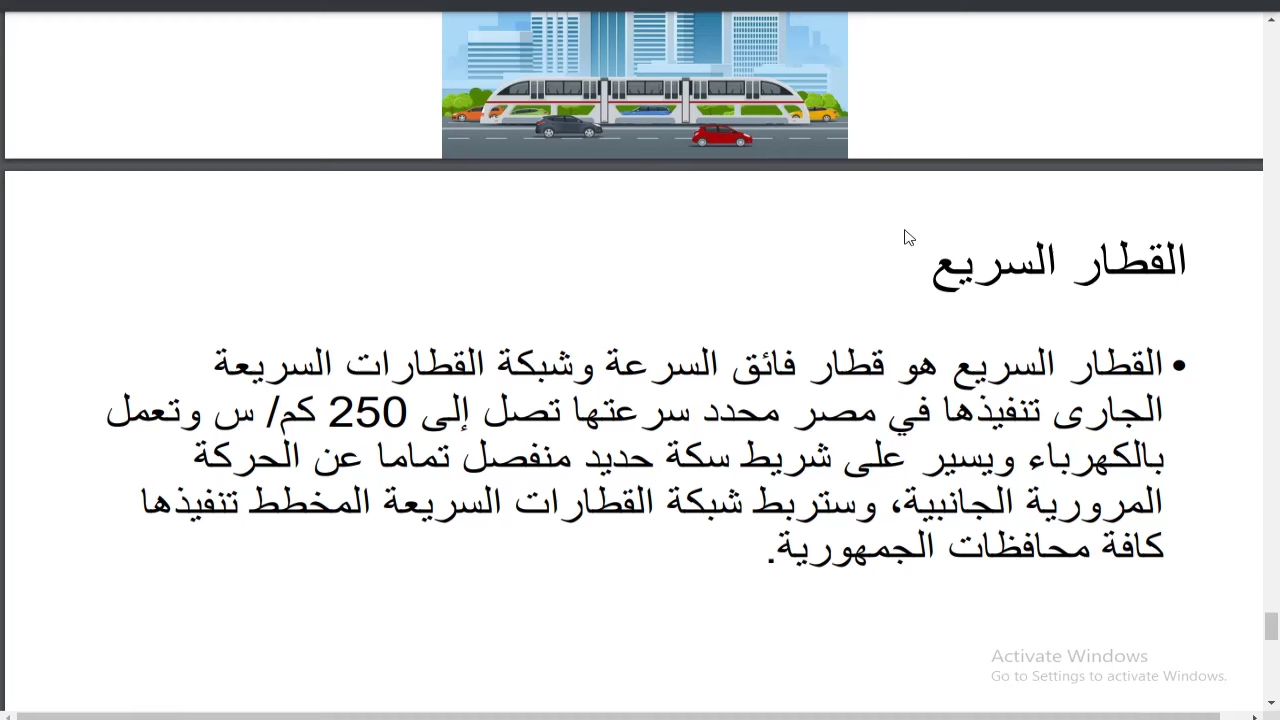 القطار السريع
• القطار السريع هو قطار فائق السرعة وشبكة القطارات السريعة
الجارى تنفيذها في مصر محدد سرعتها تصل إلى 250 كم/ س وتعمل
بالكهرباء ويسير على شريط سكة حديد منفصل تماما عن الحركة
المرورية الجانبية، وستربط شبكة القطارات السريعة المخطط تنفيذها
كافة محافظات الجمهورية.
Activate Windows
Go to Settings to activate Windows.